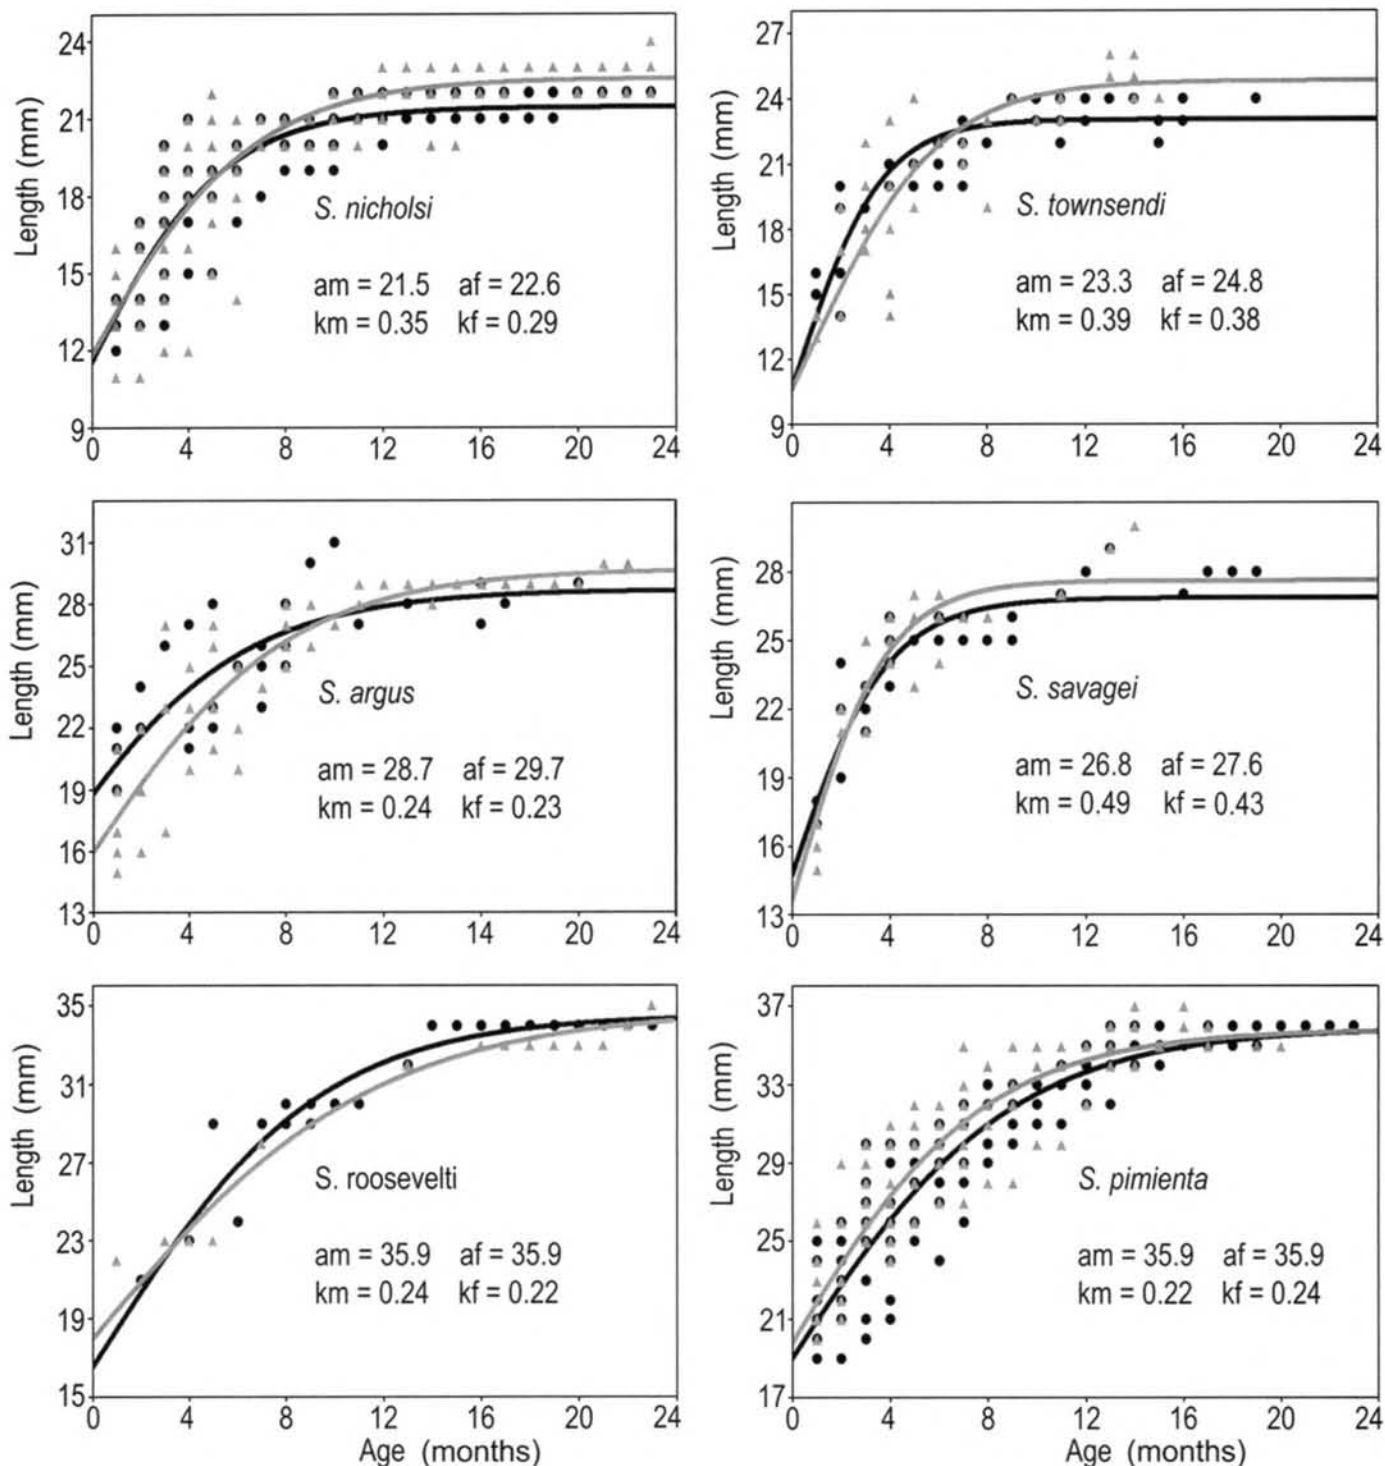 24
21
18
15
12
9
Length (mm)
S. nicholsi
am = 21.5 af = 22.6
km = 0.35 kf = 0.29
0 4 8 12 16 20 24
27
24
21
18
15
12
9
Length (mm)
S. townsendi
am = 23.3 af = 24.8
km = 0.39 kf = 0.38
0 4 8 12 16 20 24
31
28
25
22
19
16
13
Length (mm)
S. argus
am = 28.7 af = 29.7
km = 0.24 kf = 0.23
0 4 8 12 16 20 24
28
25
22
19
16
13
Length (mm)
S. savagei
am = 26.8 af = 27.6
km = 0.49 kf = 0.43
0 4 8 12 16 20 24
35
31
27
23
19
15
Length (mm)
S. roosevelti
am = 35.9 af = 35.9
km = 0.24 kf = 0.22
0 4 8 12 16 20 24
Age (months)
37
33
29
25
21
17
Length (mm)
S. pimienta
am = 35.9 af = 35.9
km = 0.22 kf = 0.24
0 4 8 12 16 20 24
Age (months)